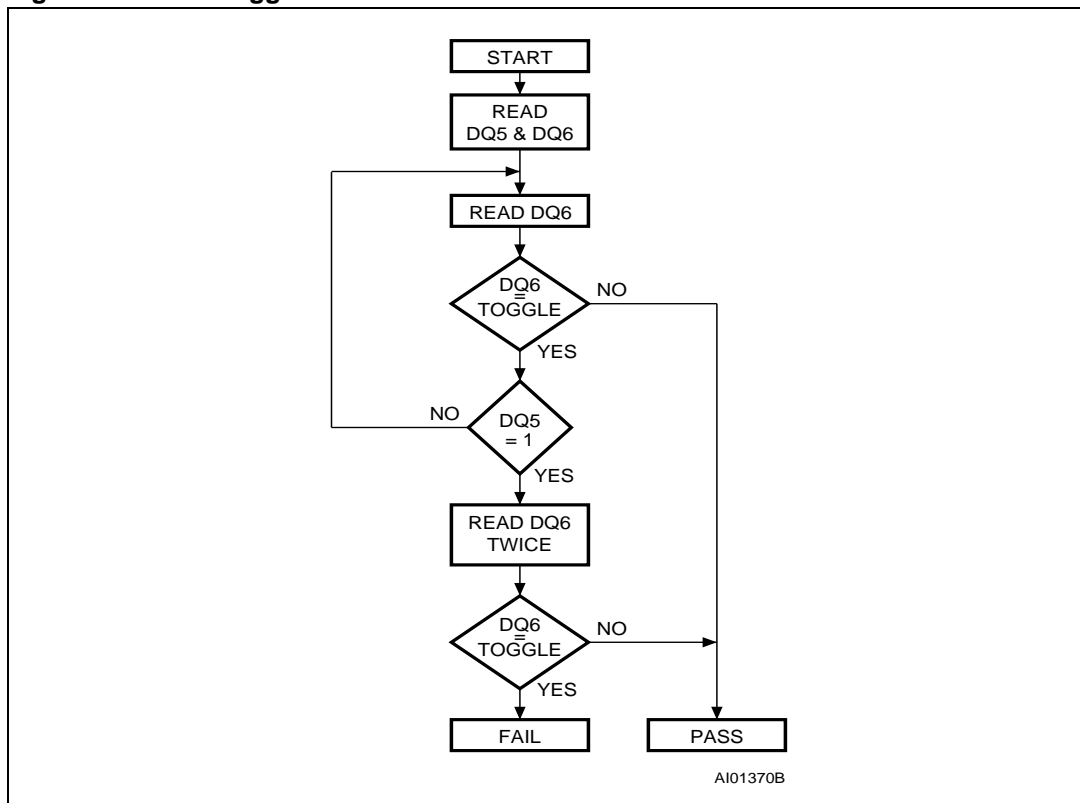 START
READ
DQ5 & DQ6
READ DQ6
DQ6
=
TOGGLE
NO
YES
NO
DQ5
= 1
YES
READ DQ6
TWICE
DQ6
=
TOGGLE
NO
YES
FAIL
PASS
AI01370B